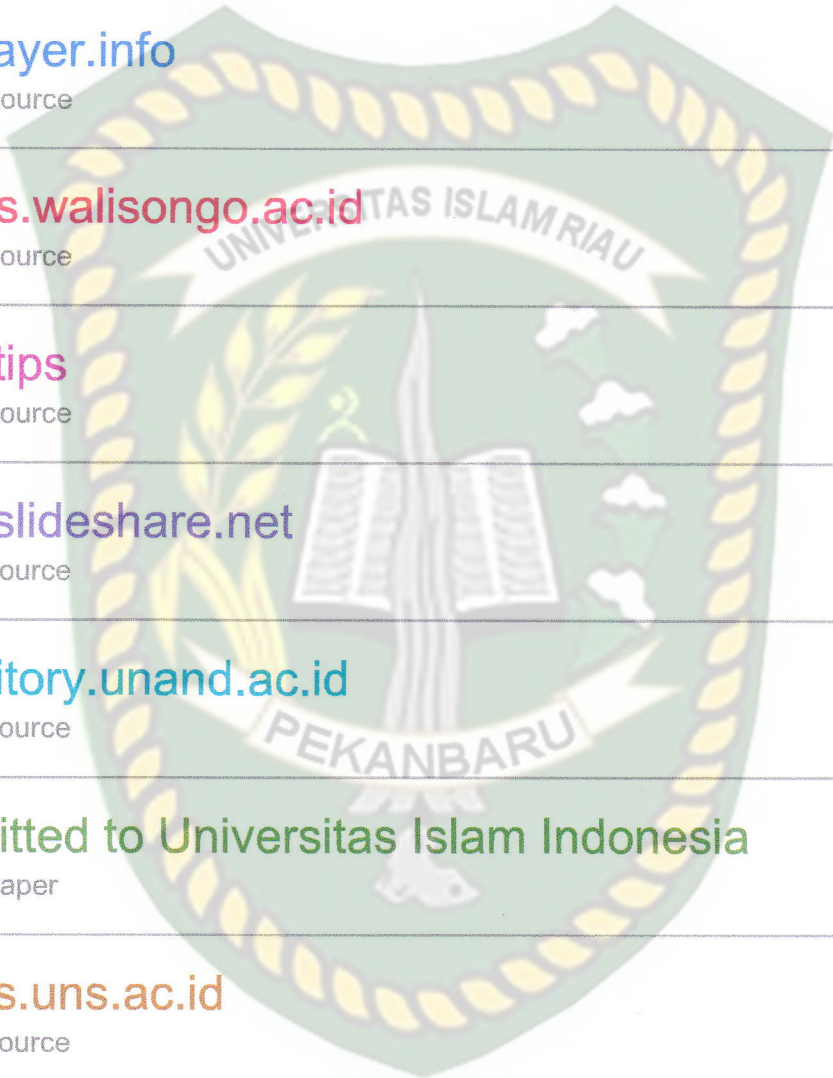 ayer.info
ource
UNIVERSITAS ISLAM RIAU
s.walisongo.ac.id
ource
tips
ource
slideshare.net
ource
itory.unand.ac.id
ource
PEKANBARU
itted to Universitas Islam Indonesia
aper
s.uns.ac.id
ource